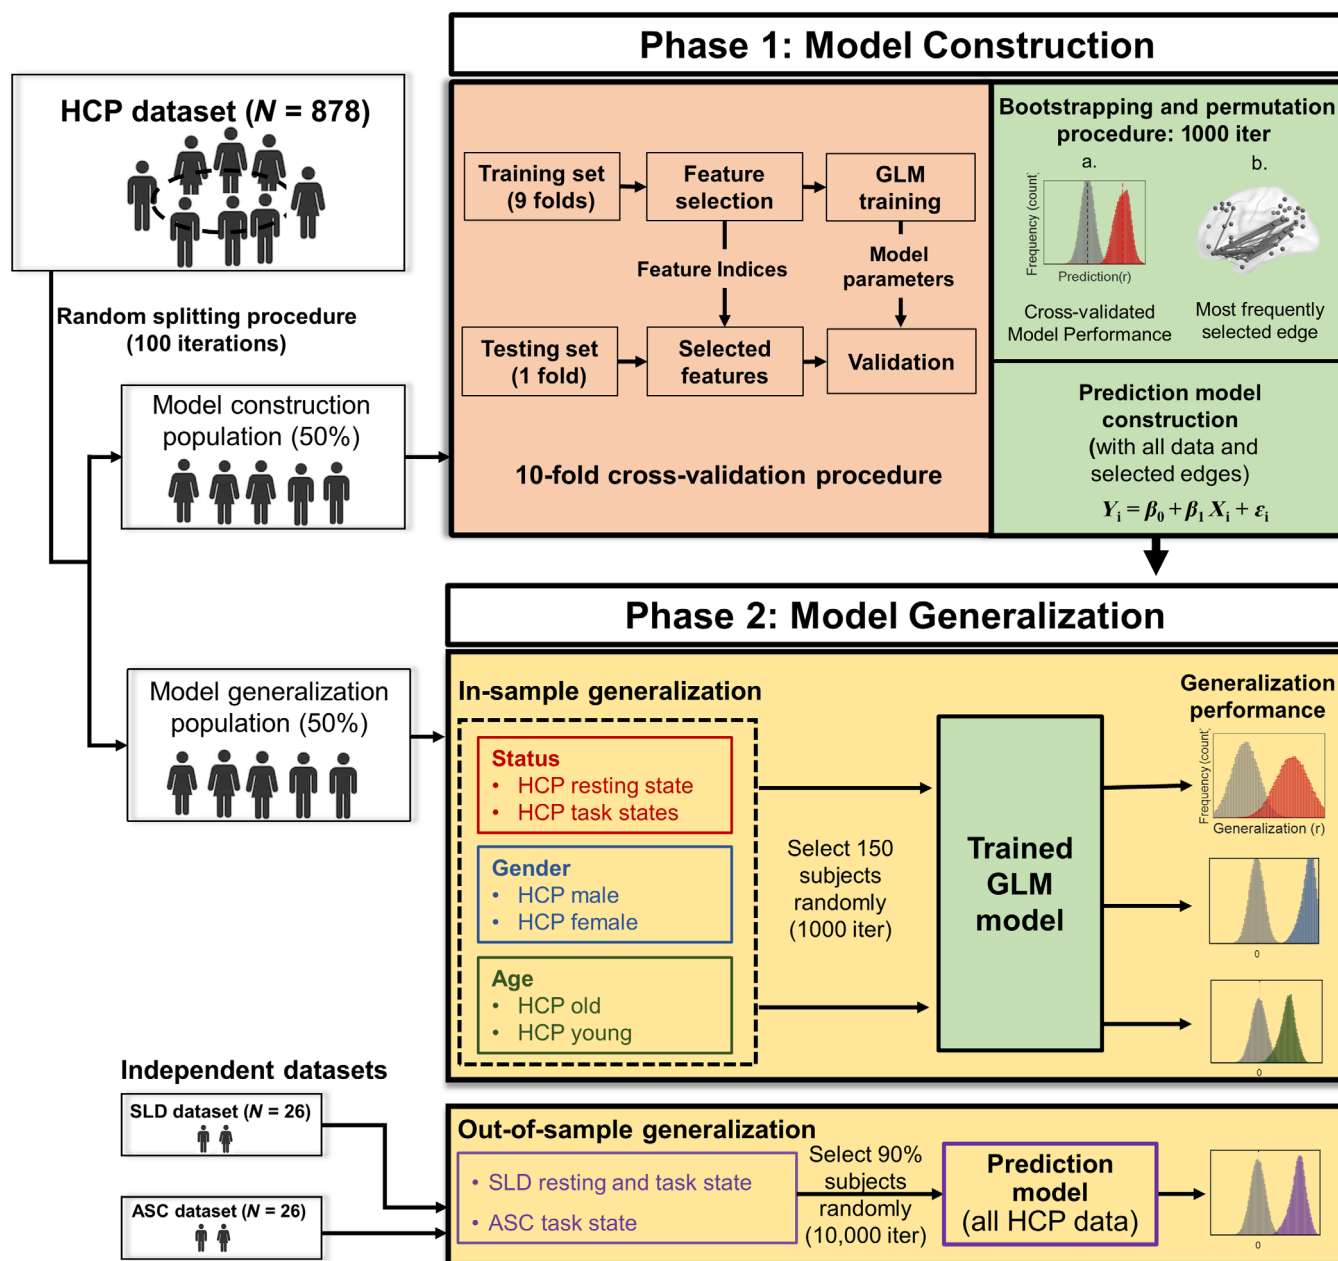 Phase 1: Model Construction
HCP dataset (N = 878)
Random splitting procedure
(100 iterations)
Model construction
population (50%)
Model generalization
population (50%)
Training set
(9 folds)
Feature
selection
GLM
training
Feature Indices
Model
parameters
Testing set
(1 fold)
Selected
features
Validation
10-fold cross-validation procedure
Bootstrapping and permutation
procedure: 1000 iter
a.
b.
Frequency (count)
Prediction(r)
Cross-validated
Model Performance
Most frequently
selected edge
Prediction model
construction
(with all data and
selected edges)
Yi = β0 + β1 Xi + εi
Phase 2: Model Generalization
In-sample generalization
Status
• HCP resting state
• HCP task states
Gender
• HCP male
• HCP female
Age
• HCP old
• HCP young
Select 150
subjects
randomly
(1000 iter)
Trained
GLM
model
Generalization
performance
Frequency (count)
Generalization (r)
0
0
Independent datasets
SLD dataset (N = 26)
ASC dataset (N = 26)
Out-of-sample generalization
• SLD resting and task state
• ASC task state
Select 90%
subjects
randomly
(10,000 iter)
Prediction
model
(all HCP data)
0